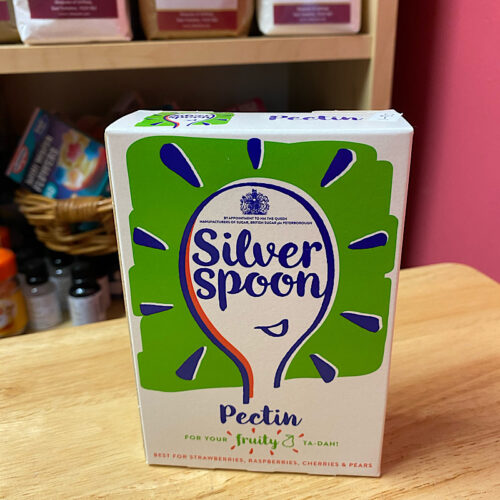 Pectin
BY APPOINTMENT TO HM THE QUEEN
MANUFACTURERS OF SUGAR, BRITISH SUGAR plc PETERBOROUGH
Silver
Spoon
Pectin
FOR YOUR fruity TA-DAH!
BEST FOR STRAWBERRIES, RASPBERRIES, CHERRIES & PEARS